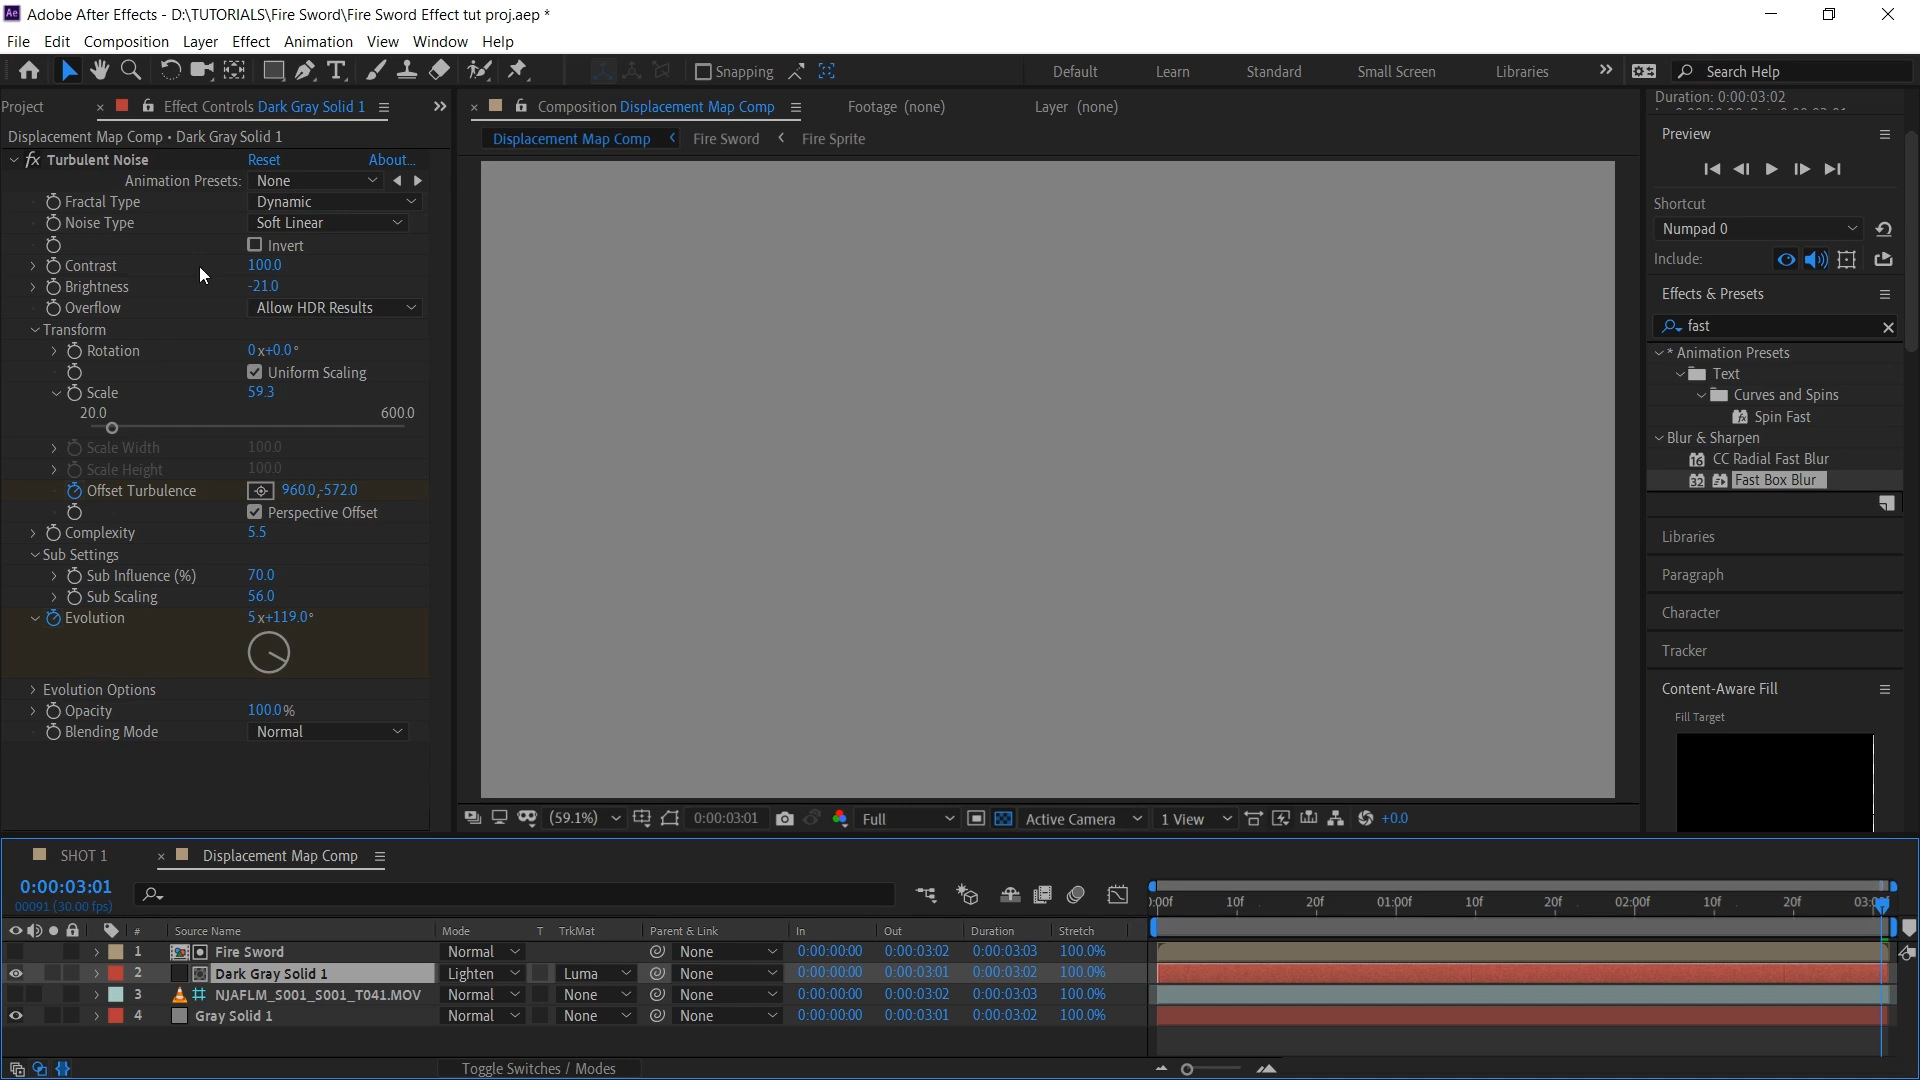 Adobe After Effects - D:\TUTORIALS\Fire Sword\Fire Sword Effect tut proj.aep *
File Edit Composition Layer Effect Animation View Window Help
Snapping Default Learn Standard Small Screen Libraries Search Help
Project Effect Controls Dark Gray Solid 1
Displacement Map Comp • Dark Gray Solid 1
fx Turbulent Noise Reset About...
Animation Presets: None
Fractal Type Dynamic
Noise Type Soft Linear
Invert
Contrast 100.0
Brightness -21.0
Overflow Allow HDR Results
Transform
Rotation 0x+0.0°
Uniform Scaling
Scale 59.3
20.0 600.0
Scale Width 100.0
Scale Height 100.0
Offset Turbulence 960.0,-572.0
Perspective Offset
Complexity 5.5
Sub Settings
Sub Influence (%) 70.0
Sub Scaling 56.0
Evolution 5x+119.0°
Evolution Options
Opacity 100.0%
Blending Mode Normal
Composition Displacement Map Comp Footage (none) Layer (none)
Displacement Map Comp Fire Sword Fire Sprite
(59.1%) 0:00:03:01 Full Active Camera 1 View +0.0
Duration: 0:00:03:02
Preview
Shortcut
Numpad 0
Include:
Effects & Presets
fast
* Animation Presets
Text
Curves and Spins
Spin Fast
Blur & Sharpen
CC Radial Fast Blur
Fast Box Blur
Libraries
Paragraph
Character
Tracker
Content-Aware Fill
Fill Target
SHOT 1 Displacement Map Comp
0:00:03:01
00091 (30.00 fps)
0:00f 10f 20f 01:00f 10f 20f 02:00f 10f 20f
# Source Name Mode T TrkMat Parent & Link In Out Duration Stretch
1 Fire Sword Normal None 0:00:00:00 0:00:03:02 0:00:03:03 100.0%
2 Dark Gray Solid 1 Lighten Luma None 0:00:00:00 0:00:03:01 0:00:03:02 100.0%
3 NJAFLM_S001_S001_T041.MOV Normal None None 0:00:00:00 0:00:03:02 0:00:03:03 100.0%
4 Gray Solid 1 Normal None None 0:00:00:00 0:00:03:01 0:00:03:02 100.0%
Toggle Switches / Modes